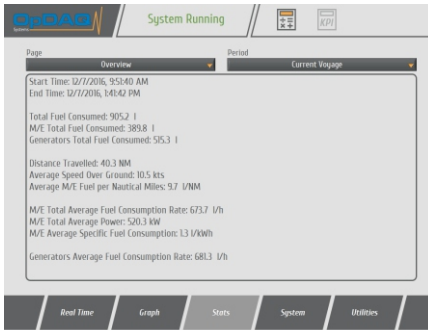 OpDAQ
Systems
System Running
KPI
Page
Period
Overview
Current Voyage
Start Time: 12/7/2016, 9:51:40 AM
End Time: 12/7/2016, 1:41:42 PM
Total Fuel Consumed: 905.2 l
M/E Total Fuel Consumed: 389.8 l
Generators Total Fuel Consumed: 515.3 l
Distance Travelled: 40.3 NM
Average Speed Over Ground: 10.5 kts
Average M/E Fuel per Nautical Miles: 9.7 l/NM
M/E Total Average Fuel Consumption Rate: 673.7 l/h
M/E Total Average Power: 520.3 kW
M/E Average Specific Fuel Consumption: 1.3 l/kWh
Generators Average Fuel Consumption Rate: 681.3 l/h
Real Time
Graph
Stats
System
Utilities